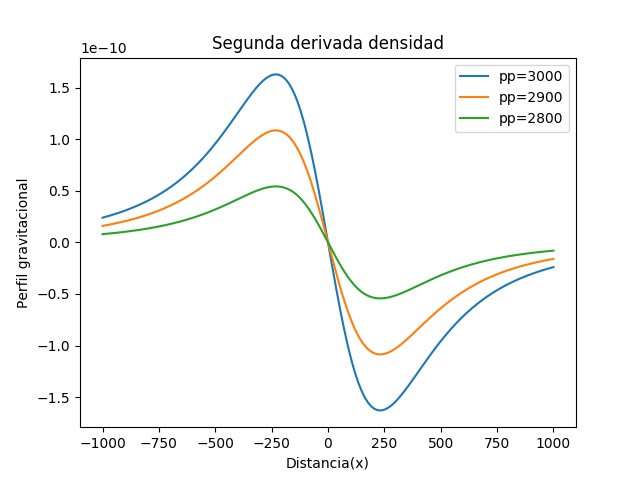 Segunda derivada densidad
1e−10
1.5
1.0
0.5
0.0
−0.5
−1.0
−1.5
Perfil gravitacional
pp=3000
pp=2900
pp=2800
−1000 −750 −500 −250 0 250 500 750 1000
Distancia(x)